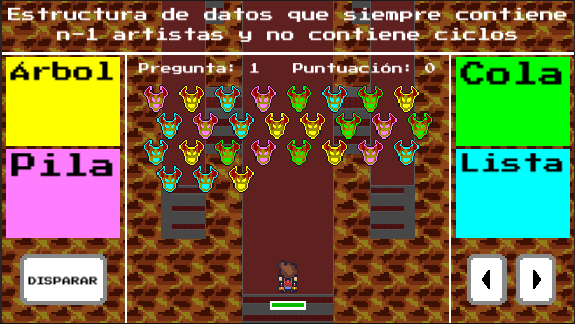 Estructura de datos que siempre contiene
n-1 artistas y no contiene ciclos
Árbol
Pregunta: 1 Puntuación: 0
Cola
Pila
Lista
DISPARAR